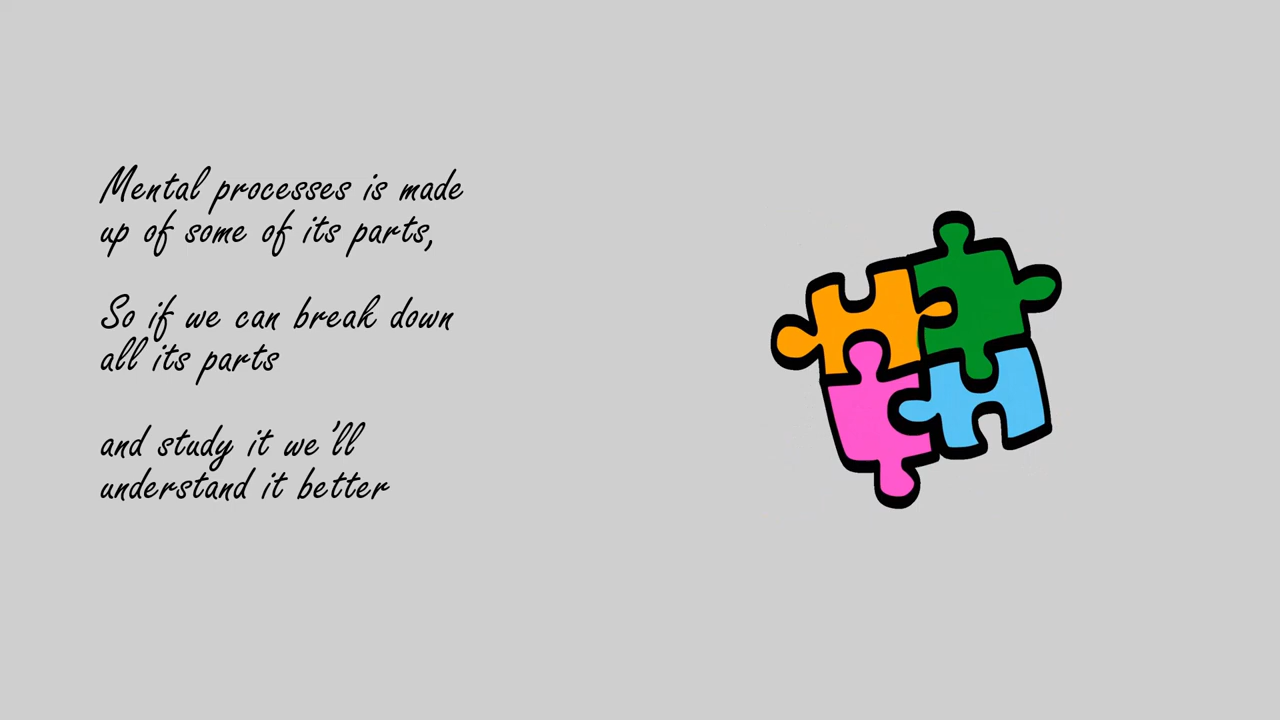 Mental processes is made
up of some of its parts,
So if we can break down
all its parts
and study it we'll
understand it better